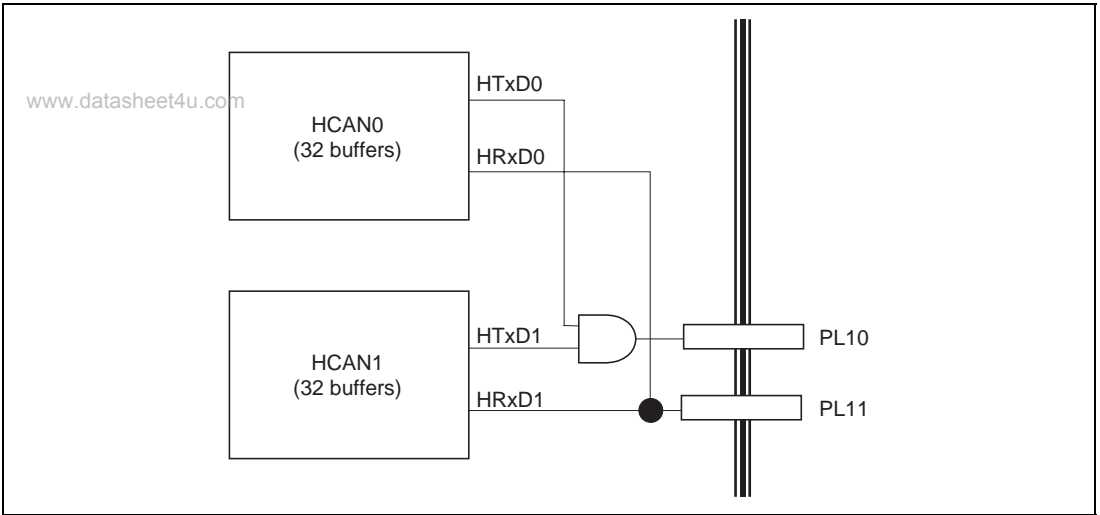 www.datasheet4u.com
HCAN0
(32 buffers)
HTxD0
HRxD0
HCAN1
(32 buffers)
HTxD1
HRxD1
PL10
PL11